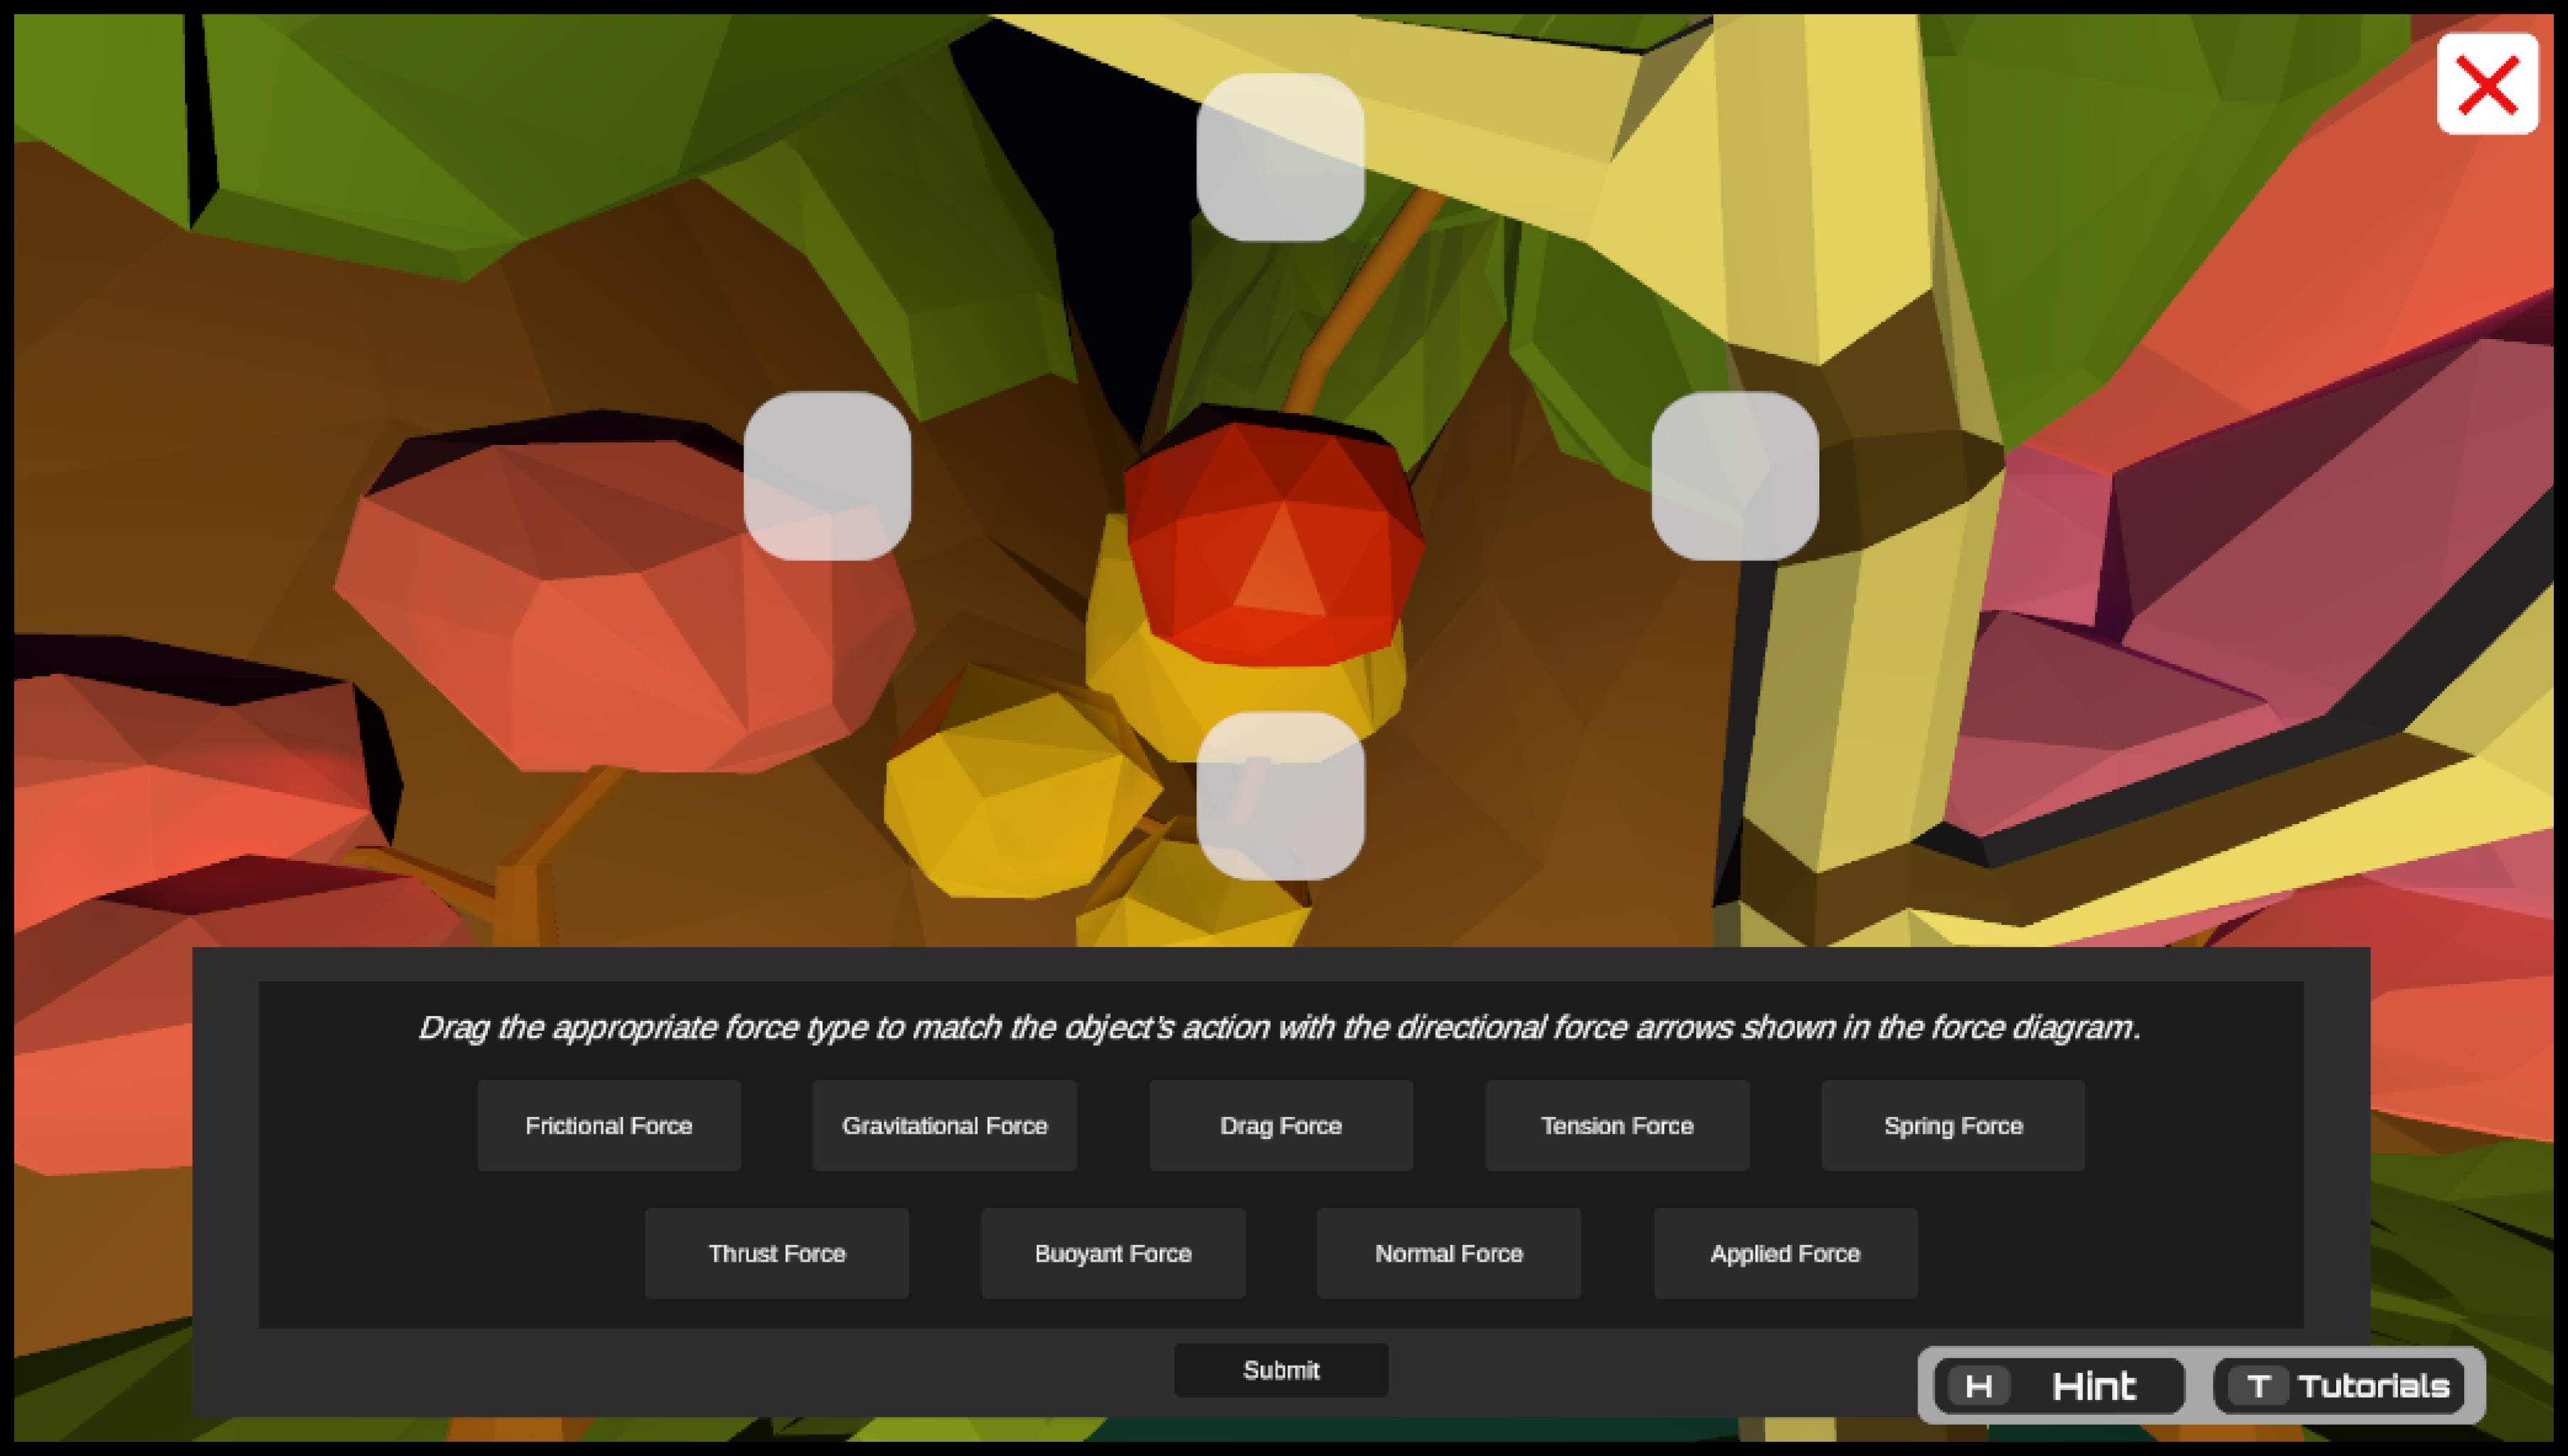 Drag the appropriate force type to match the object's action with the directional force arrows shown in the force diagram.
Frictional Force
Gravitational Force
Drag Force
Tension Force
Spring Force
Thrust Force
Buoyant Force
Normal Force
Applied Force
Submit
H Hint
T Tutorials